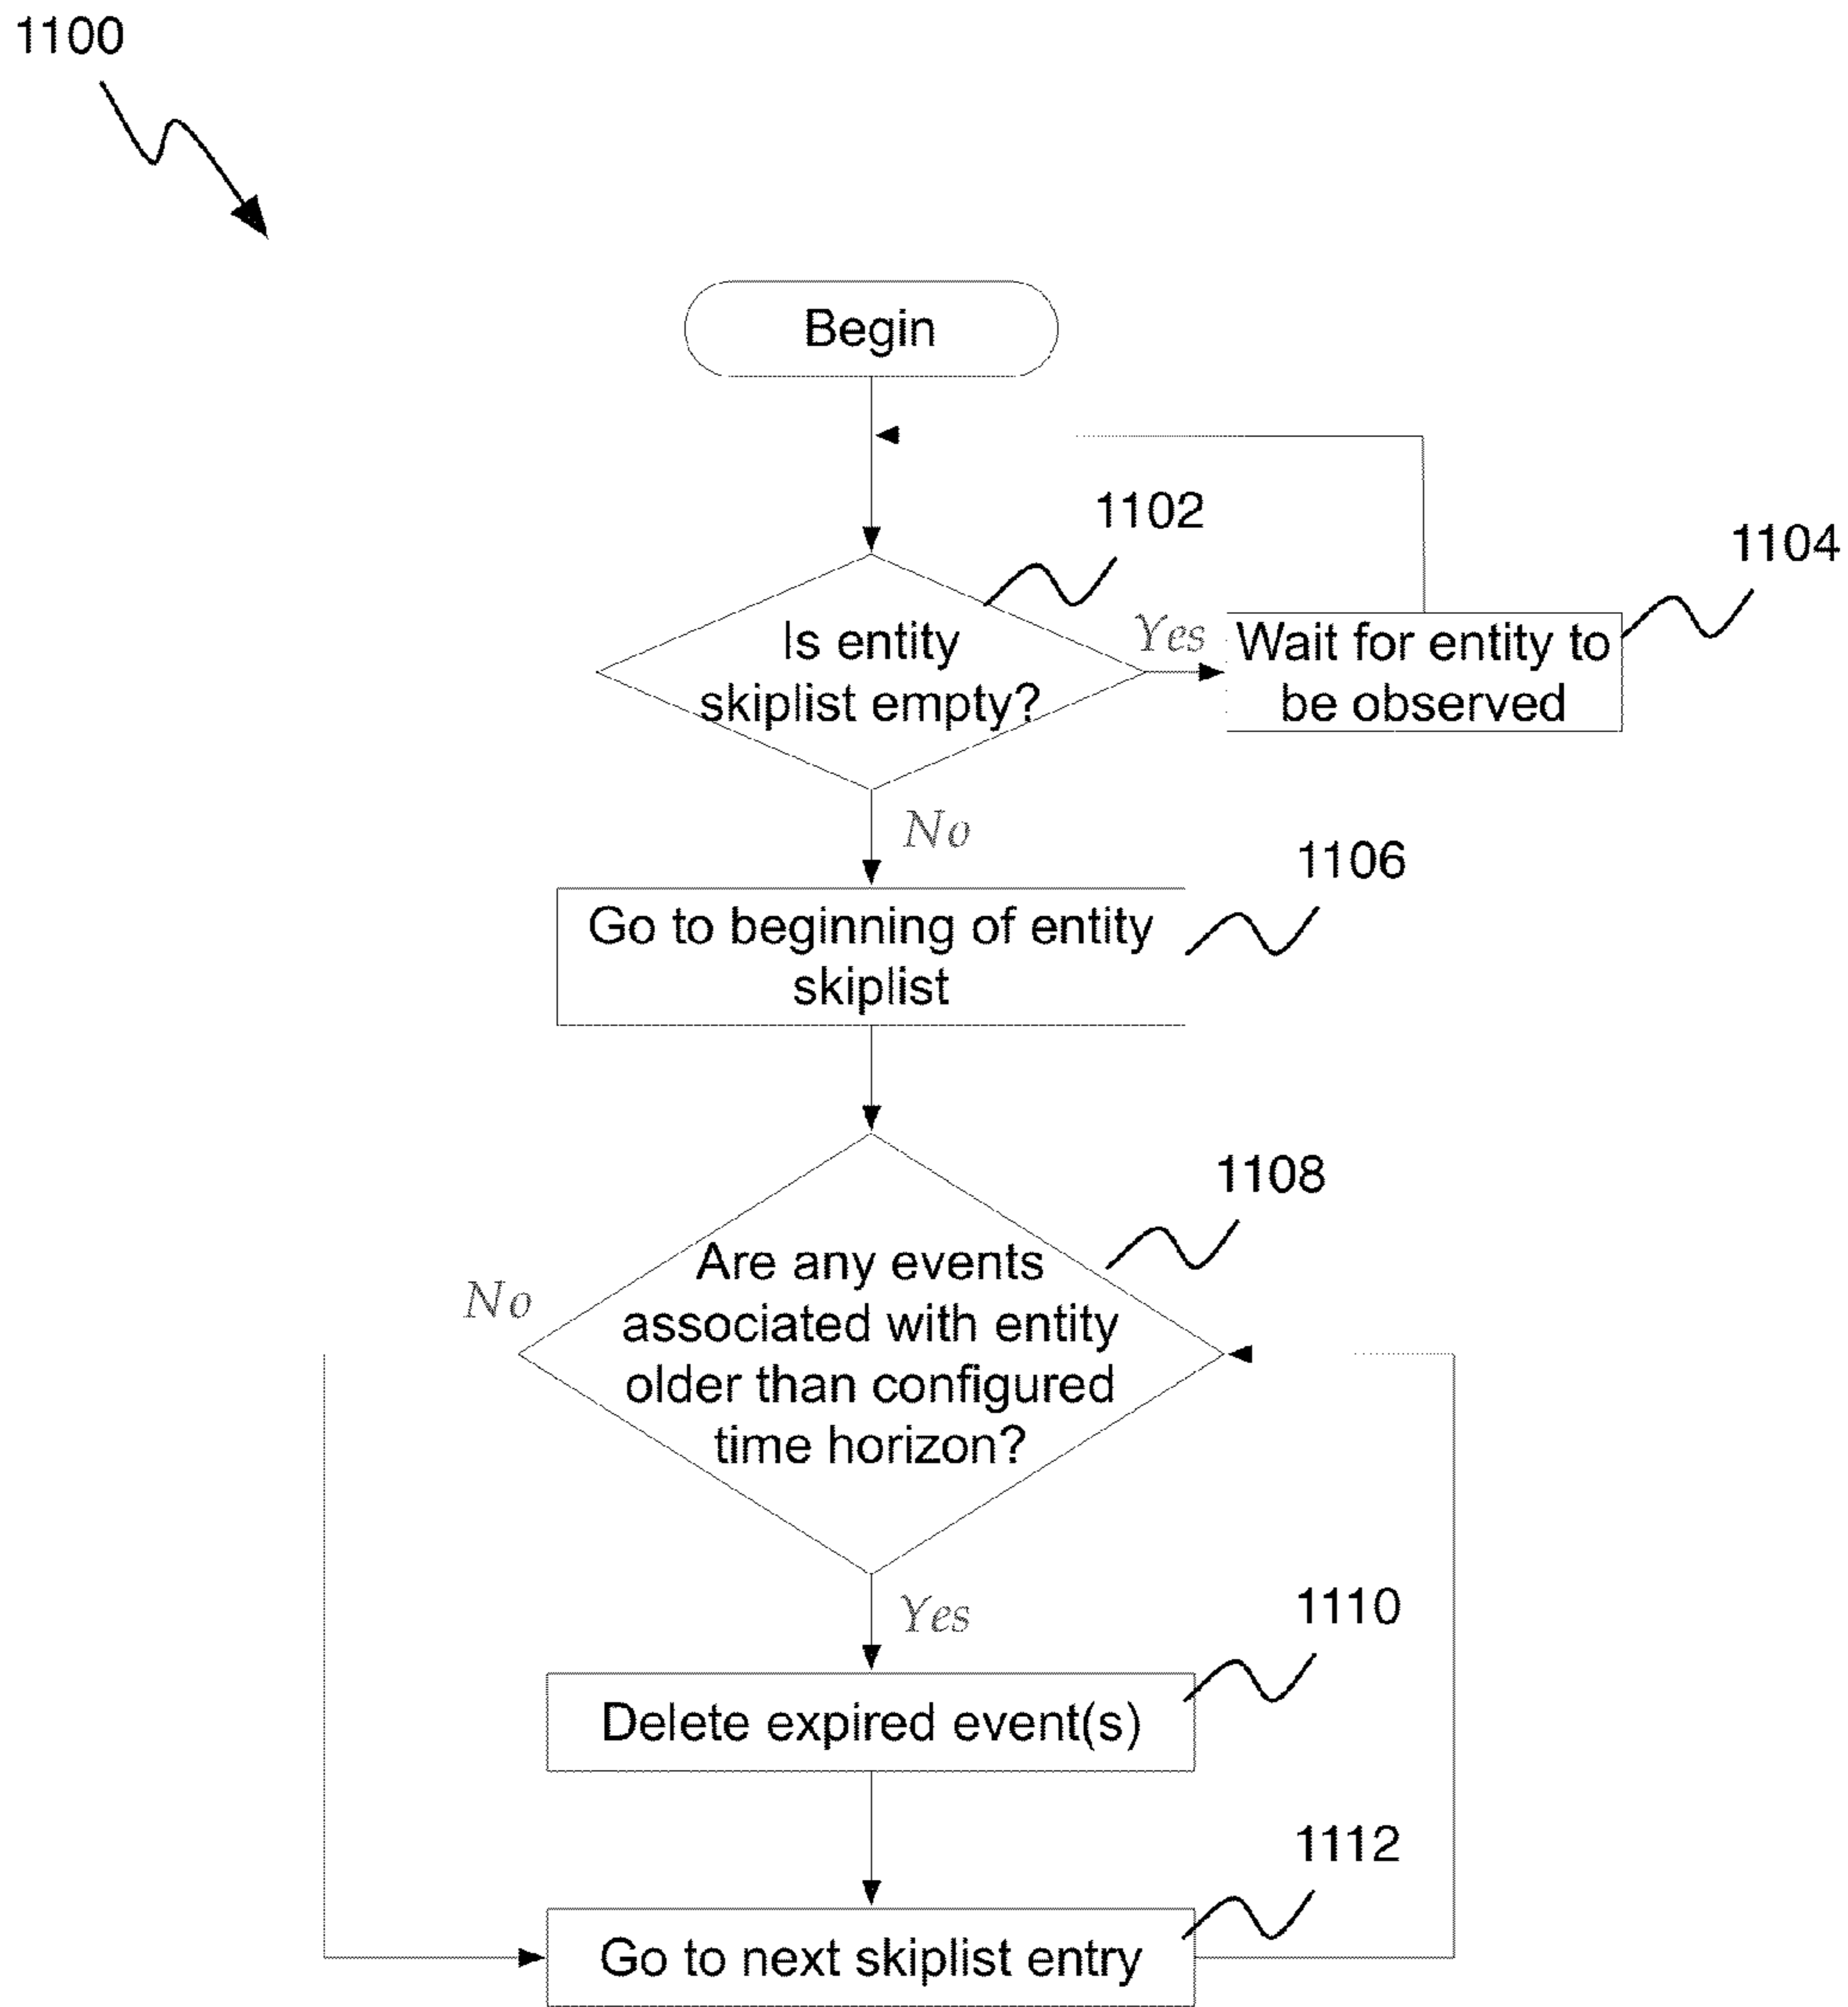 1100
Begin
1102
1104
Is entity
skiplist empty?
Yes
Wait for entity to
be observed
No
1106
Go to beginning of entity
skiplist
1108
Are any events
associated with entity
older than configured
time horizon?
No
Yes
1110
Delete expired event(s)
1112
Go to next skiplist entry